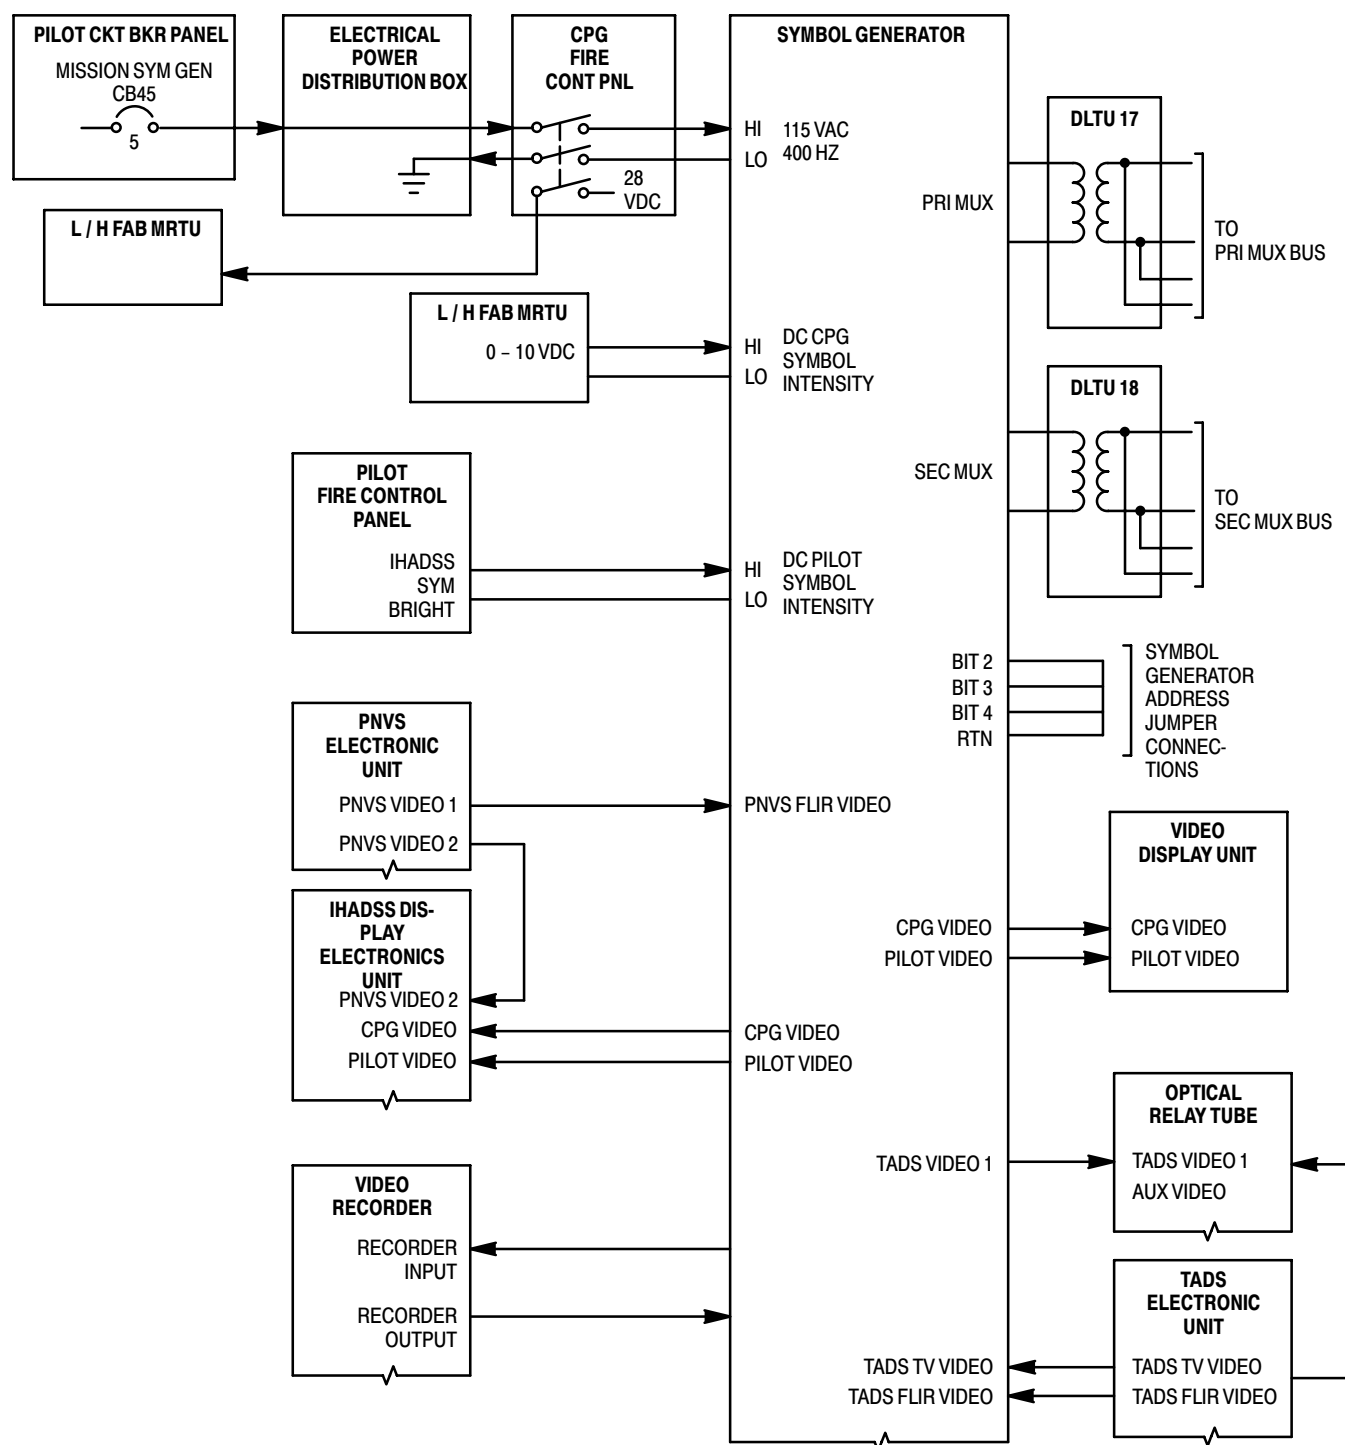 PILOT CKT BKR PANEL
MISSION SYM GEN
CB45
5
ELECTRICAL
POWER
DISTRIBUTION BOX
CPG
FIRE
CONT PNL
28
VDC
L / H FAB MRTU
L / H FAB MRTU
0 – 10 VDC
PILOT
FIRE CONTROL
PANEL
IHADSS
SYM
BRIGHT
PNVS
ELECTRONIC
UNIT
PNVS VIDEO 1
PNVS VIDEO 2
IHADSS DIS-
PLAY
ELECTRONICS
UNIT
PNVS VIDEO 2
CPG VIDEO
PILOT VIDEO
VIDEO
RECORDER
RECORDER
INPUT
RECORDER
OUTPUT
SYMBOL GENERATOR
HI 115 VAC
LO 400 HZ
PRI MUX
HI DC CPG
SYMBOL
LO INTENSITY
SEC MUX
HI DC PILOT
SYMBOL
LO INTENSITY
BIT 2
BIT 3
BIT 4
RTN
PNVS FLIR VIDEO
CPG VIDEO
PILOT VIDEO
CPG VIDEO
PILOT VIDEO
TADS VIDEO 1
TADS TV VIDEO
TADS FLIR VIDEO
DLTU 17
TO
PRI MUX BUS
DLTU 18
TO
SEC MUX BUS
SYMBOL
GENERATOR
ADDRESS
JUMPER
CONNEC-
TIONS
VIDEO
DISPLAY UNIT
CPG VIDEO
PILOT VIDEO
OPTICAL
RELAY TUBE
TADS VIDEO 1
AUX VIDEO
TADS
ELECTRONIC
UNIT
TADS TV VIDEO
TADS FLIR VIDEO